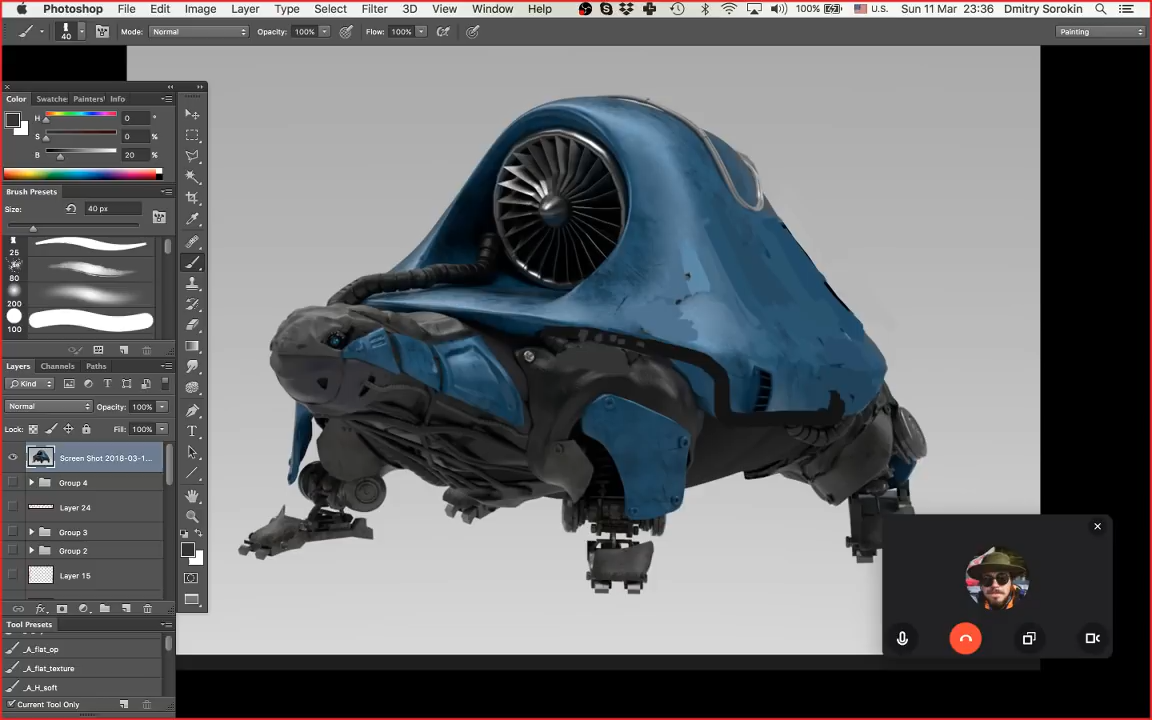 Photoshop File Edit Image Layer Type Select Filter 3D View Window Help 100% U.S. Sun 11 Mar 23:36 Dmitry Sorokin
40 Mode: Normal Opacity: 100% Flow: 100% Painting
Color Swatche Painters' Info
H 0 °
S 0 %
B 20 %
Brush Presets
Size: 40 px
25
80
200
100
Layers Channels Paths
Kind
Normal Opacity: 100%
Lock: Fill: 100%
Screen Shot 2018-03-1...
Group 4
Layer 24
Group 3
Group 2
Layer 15
Tool Presets
_A_flat_op
_A_flat_texture
_A_H_soft
Current Tool Only